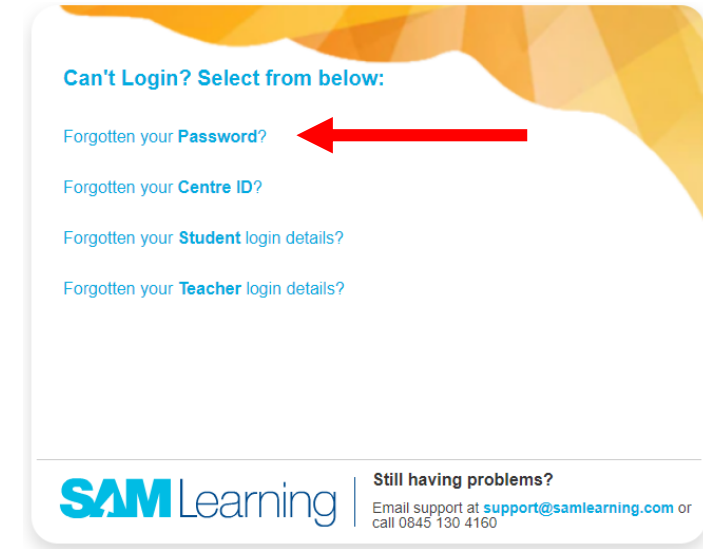 Can't Login? Select from below:
Forgotten your Password?
Forgotten your Centre ID?
Forgotten your Student login details?
Forgotten your Teacher login details?
SAM Learning
Still having problems?
Email support at support@samlearning.com or
call 0845 130 4160